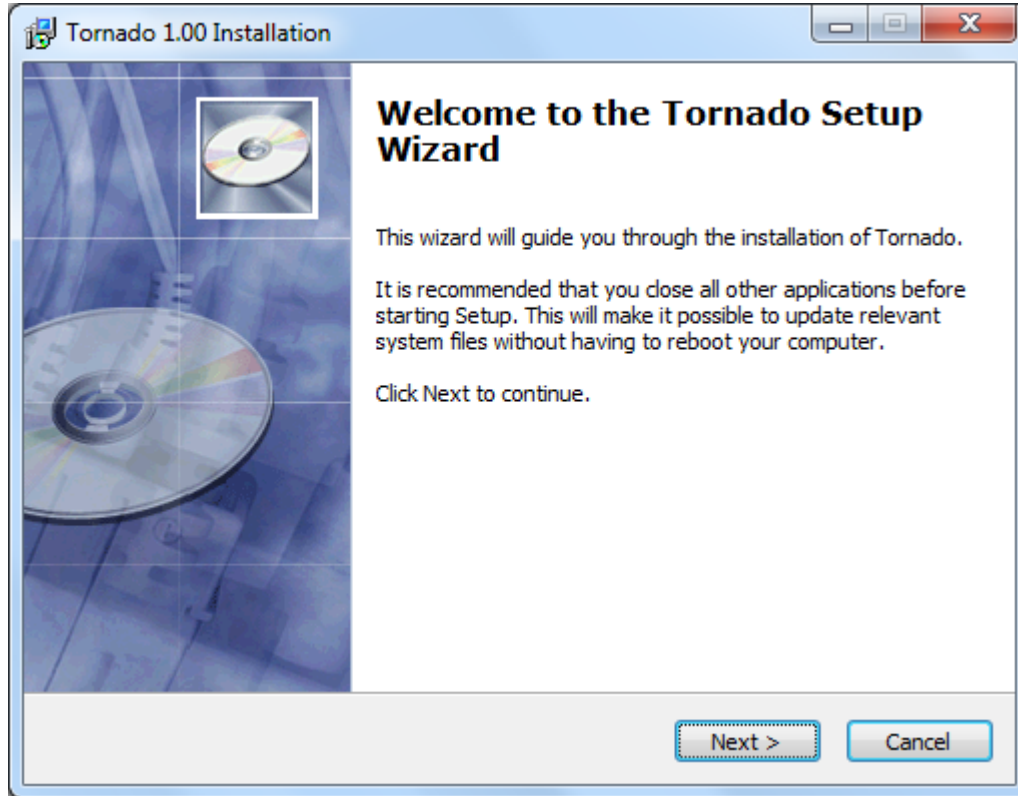 Tornado 1.00 Installation
Welcome to the Tornado Setup
Wizard
This wizard will guide you through the installation of Tornado.
It is recommended that you close all other applications before
starting Setup. This will make it possible to update relevant
system files without having to reboot your computer.
Click Next to continue.
Next >
Cancel